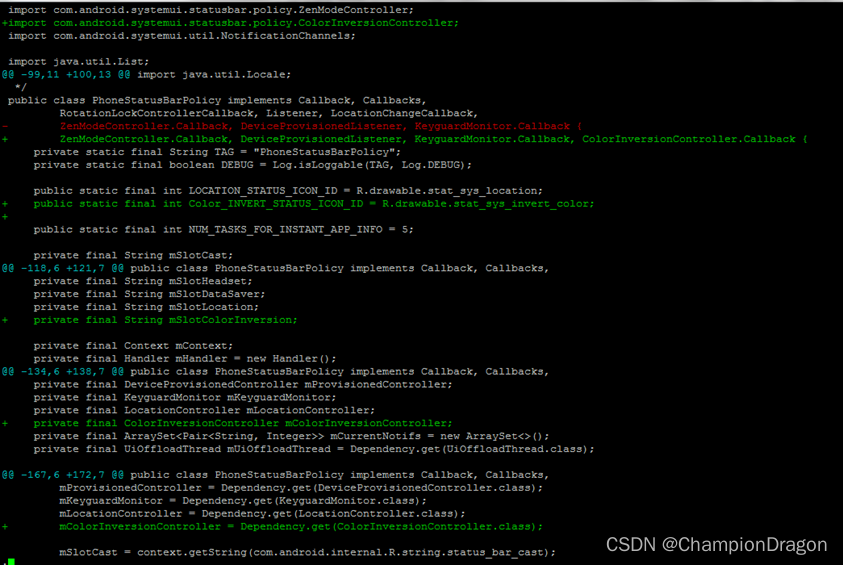 import com.android.systemui.statusbar.policy.ZenModeController;
+import com.android.systemui.statusbar.policy.ColorInversionController;
 import com.android.systemui.util.NotificationChannels;
 import java.util.List;
@@ -99,11 +100,13 @@ import java.util.Locale;
  */
 public class PhoneStatusBarPolicy implements Callback, Callbacks,
         RotationLockControllerCallback, Listener, LocationChangeCallback,
-        ZenModeController.Callback, DeviceProvisionedListener, KeyguardMonitor.Callback {
+        ZenModeController.Callback, DeviceProvisionedListener, KeyguardMonitor.Callback, ColorInversionController.Callback {
     private static final String TAG = "PhoneStatusBarPolicy";
     private static final boolean DEBUG = Log.isLoggable(TAG, Log.DEBUG);
     public static final int LOCATION_STATUS_ICON_ID = R.drawable.stat_sys_location;
+    public static final int Color_INVERT_STATUS_ICON_ID = R.drawable.stat_sys_invert_color;
+
     public static final int NUM_TASKS_FOR_INSTANT_APP_INFO = 5;
     private final String mSlotCast;
@@ -118,6 +121,7 @@ public class PhoneStatusBarPolicy implements Callback, Callbacks,
     private final String mSlotHeadset;
     private final String mSlotDataSaver;
     private final String mSlotLocation;
+    private final String mSlotColorInversion;
     private final Context mContext;
     private final Handler mHandler = new Handler();
@@ -134,6 +138,7 @@ public class PhoneStatusBarPolicy implements Callback, Callbacks,
     private final DeviceProvisionedController mProvisionedController;
     private final KeyguardMonitor mKeyguardMonitor;
     private final LocationController mLocationController;
+    private final ColorInversionController mColorInversionController;
     private final ArraySet<Pair<String, Integer>> mCurrentNotifs = new ArraySet<>();
     private final UiOffloadThread mUiOffloadThread = Dependency.get(UiOffloadThread.class);
@@ -167,6 +172,7 @@ public class PhoneStatusBarPolicy implements Callback, Callbacks,
         mProvisionedController = Dependency.get(DeviceProvisionedController.class);
         mKeyguardMonitor = Dependency.get(KeyguardMonitor.class);
         mLocationController = Dependency.get(LocationController.class);
+        mColorInversionController = Dependency.get(ColorInversionController.class);
         mSlotCast = context.getString(com.android.internal.R.string.status_bar_cast);
CSDN @ChampionDragon